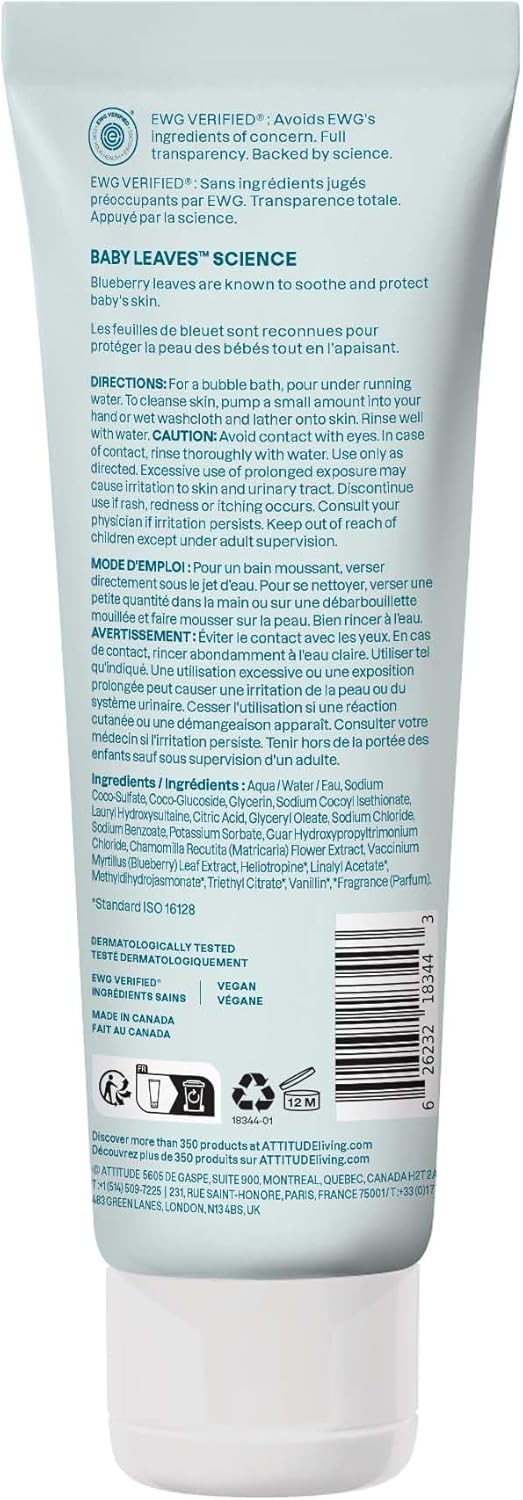 EWG VERIFIED®: Avoids EWG's
ingredients of concern. Full
transparency. Backed by science.
EWG VERIFIED®: Sans ingrédients jugés
préoccupants par EWG. Transparence totale.
Appuyé par la science.
BABY LEAVES™ SCIENCE
Blueberry leaves are known to soothe and protect
baby's skin.
Les feuilles de bleuet sont reconnues pour
protéger la peau des bébés tout en l'apaisant.
DIRECTIONS: For a bubble bath, pour under running
water. To cleanse skin, pump a small amount into your
hand or wet washcloth and lather onto skin. Rinse well
with water. CAUTION: Avoid contact with eyes. In case
of contact, rinse thoroughly with water. Use only as
directed. Excessive use of prolonged exposure may
cause irritation to skin and urinary tract. Discontinue
use if rash, redness or itching occurs. Consult your
physician if irritation persists. Keep out of reach of
children except under adult supervision.
MODE D'EMPLOI : Pour un bain moussant, verser
directement sous le jet d'eau. Pour se nettoyer, verser une
petite quantité dans la main ou sur une débarbouillette
mouillée et faire mousser sur la peau. Bien rincer à l'eau.
AVERTISSEMENT : Éviter le contact avec les yeux. En cas
de contact, rincer abondamment à l'eau claire. Utiliser tel
qu'indiqué. Une utilisation excessive ou une exposition
prolongée peut causer une irritation de la peau ou du
système urinaire. Cesser l'utilisation si une réaction
cutanée ou une démangeaison apparaît. Consulter votre
médecin si l'irritation persiste. Tenir hors de la portée des
enfants sauf sous supervision d'un adulte.
Ingredients / Ingrédients : Aqua / Water / Eau, Sodium
Coco-Sulfate, Coco-Glucoside, Glycerin, Sodium Cocoyl Isethionate,
Lauryl Hydroxysultaine, Citric Acid, Glyceryl Oleate, Sodium Chloride,
Sodium Benzoate, Potassium Sorbate, Guar Hydroxypropyltrimonium
Chloride, Chamomilla Recutita (Matricaria) Flower Extract, Vaccinium
Myrtillus (Blueberry) Leaf Extract, Heliotropine*, Linalyl Acetate*,
Methyldihydrojasmonate*, Triethyl Citrate*, Vanillin*, *Fragrance (Parfum).
*Standard ISO 16128
DERMATOLOGICALLY TESTED
TESTÉ DERMATOLOGIQUEMENT
EWG VERIFIED®
INGRÉDIENTS SAINS
VEGAN
VÉGANE
MADE IN CANADA
FAIT AU CANADA
6 26232 18344 3
FR
12 M
18344-01
Discover more than 350 products at ATTITUDEliving.com
Découvrez plus de 350 produits sur ATTITUDEliving.com
© ATTITUDE 5605 DE GASPE, SUITE 900, MONTREAL, QUEBEC, CANADA H2T 2A
T:+1 (514) 509-7225 | 231, RUE SAINT-HONORE, PARIS, FRANCE 75001 / T:+33 (0)17
483 GREEN LANES, LONDON, N13 4BS, UK